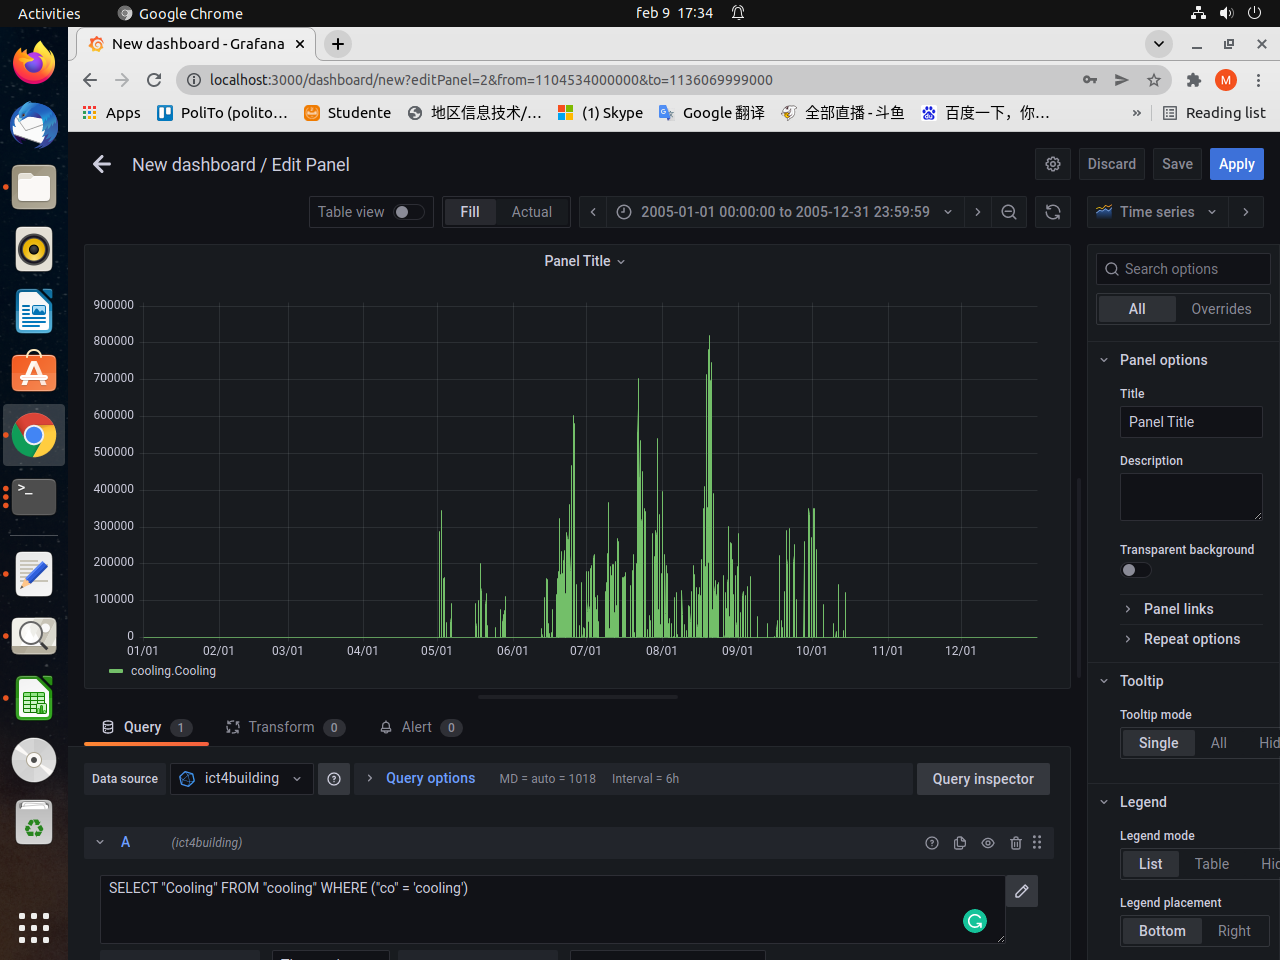 Activities
Google Chrome
feb 9 17:34
New dashboard - Grafana
localhost:3000/dashboard/new?editPanel=2&from=1104534000000&to=1136069999000
M
Apps
PoliTo (polito…
Studente
地区信息技术/…
(1) Skype
Google 翻译
全部直播 - 斗鱼
百度一下，你…
»
Reading list
New dashboard / Edit Panel
Discard
Save
Apply
Table view
Fill
Actual
2005-01-01 00:00:00 to 2005-12-31 23:59:59
Time series
Panel Title
900000
800000
700000
600000
500000
400000
300000
200000
100000
0
01/01
02/01
03/01
04/01
05/01
06/01
07/01
08/01
09/01
10/01
11/01
12/01
cooling.Cooling
Search options
All
Overrides
Panel options
Title
Panel Title
Description
Transparent background
Panel links
Repeat options
Tooltip
Tooltip mode
Single
All
Hid
Legend
Legend mode
List
Table
Hid
Legend placement
Bottom
Right
Query 1
Transform 0
Alert 0
Data source
ict4building
Query options
MD = auto = 1018
Interval = 6h
Query inspector
A
(ict4building)
SELECT "Cooling" FROM "cooling" WHERE ("co" = 'cooling')